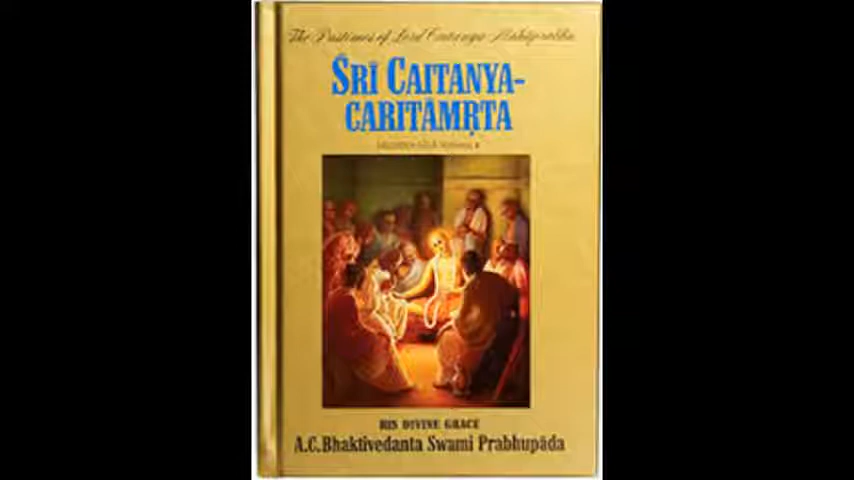 The Pastimes of Lord Caitanya Mahāprabhu
ŚRĪ CAITANYA-
CARITĀMṚTA
HIS DIVINE GRACE
A.C. Bhaktivedanta Swami Prabhupāda